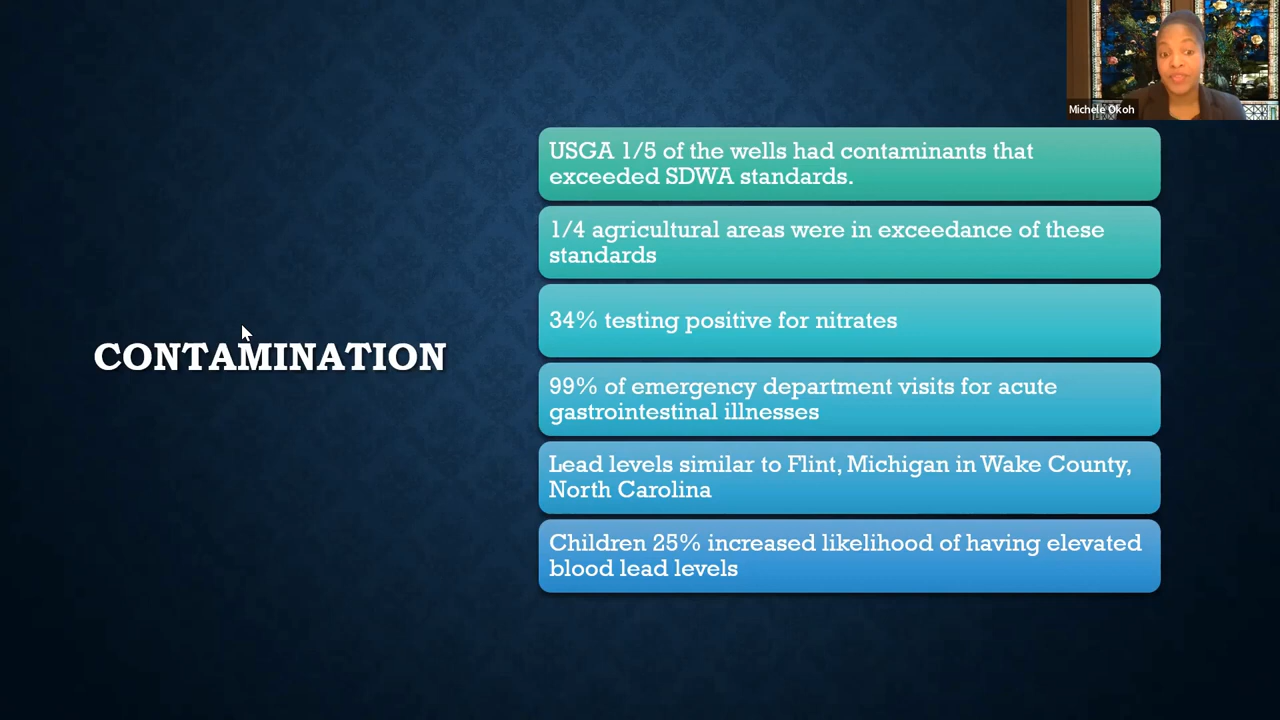 Michele Okoh
USGA 1/5 of the wells had contaminants that
exceeded SDWA standards.
1/4 agricultural areas were in exceedance of these
standards
34% testing positive for nitrates
CONTAMINATION
99% of emergency department visits for acute
gastrointestinal illnesses
Lead levels similar to Flint, Michigan in Wake County,
North Carolina
Children 25% increased likelihood of having elevated
blood lead levels